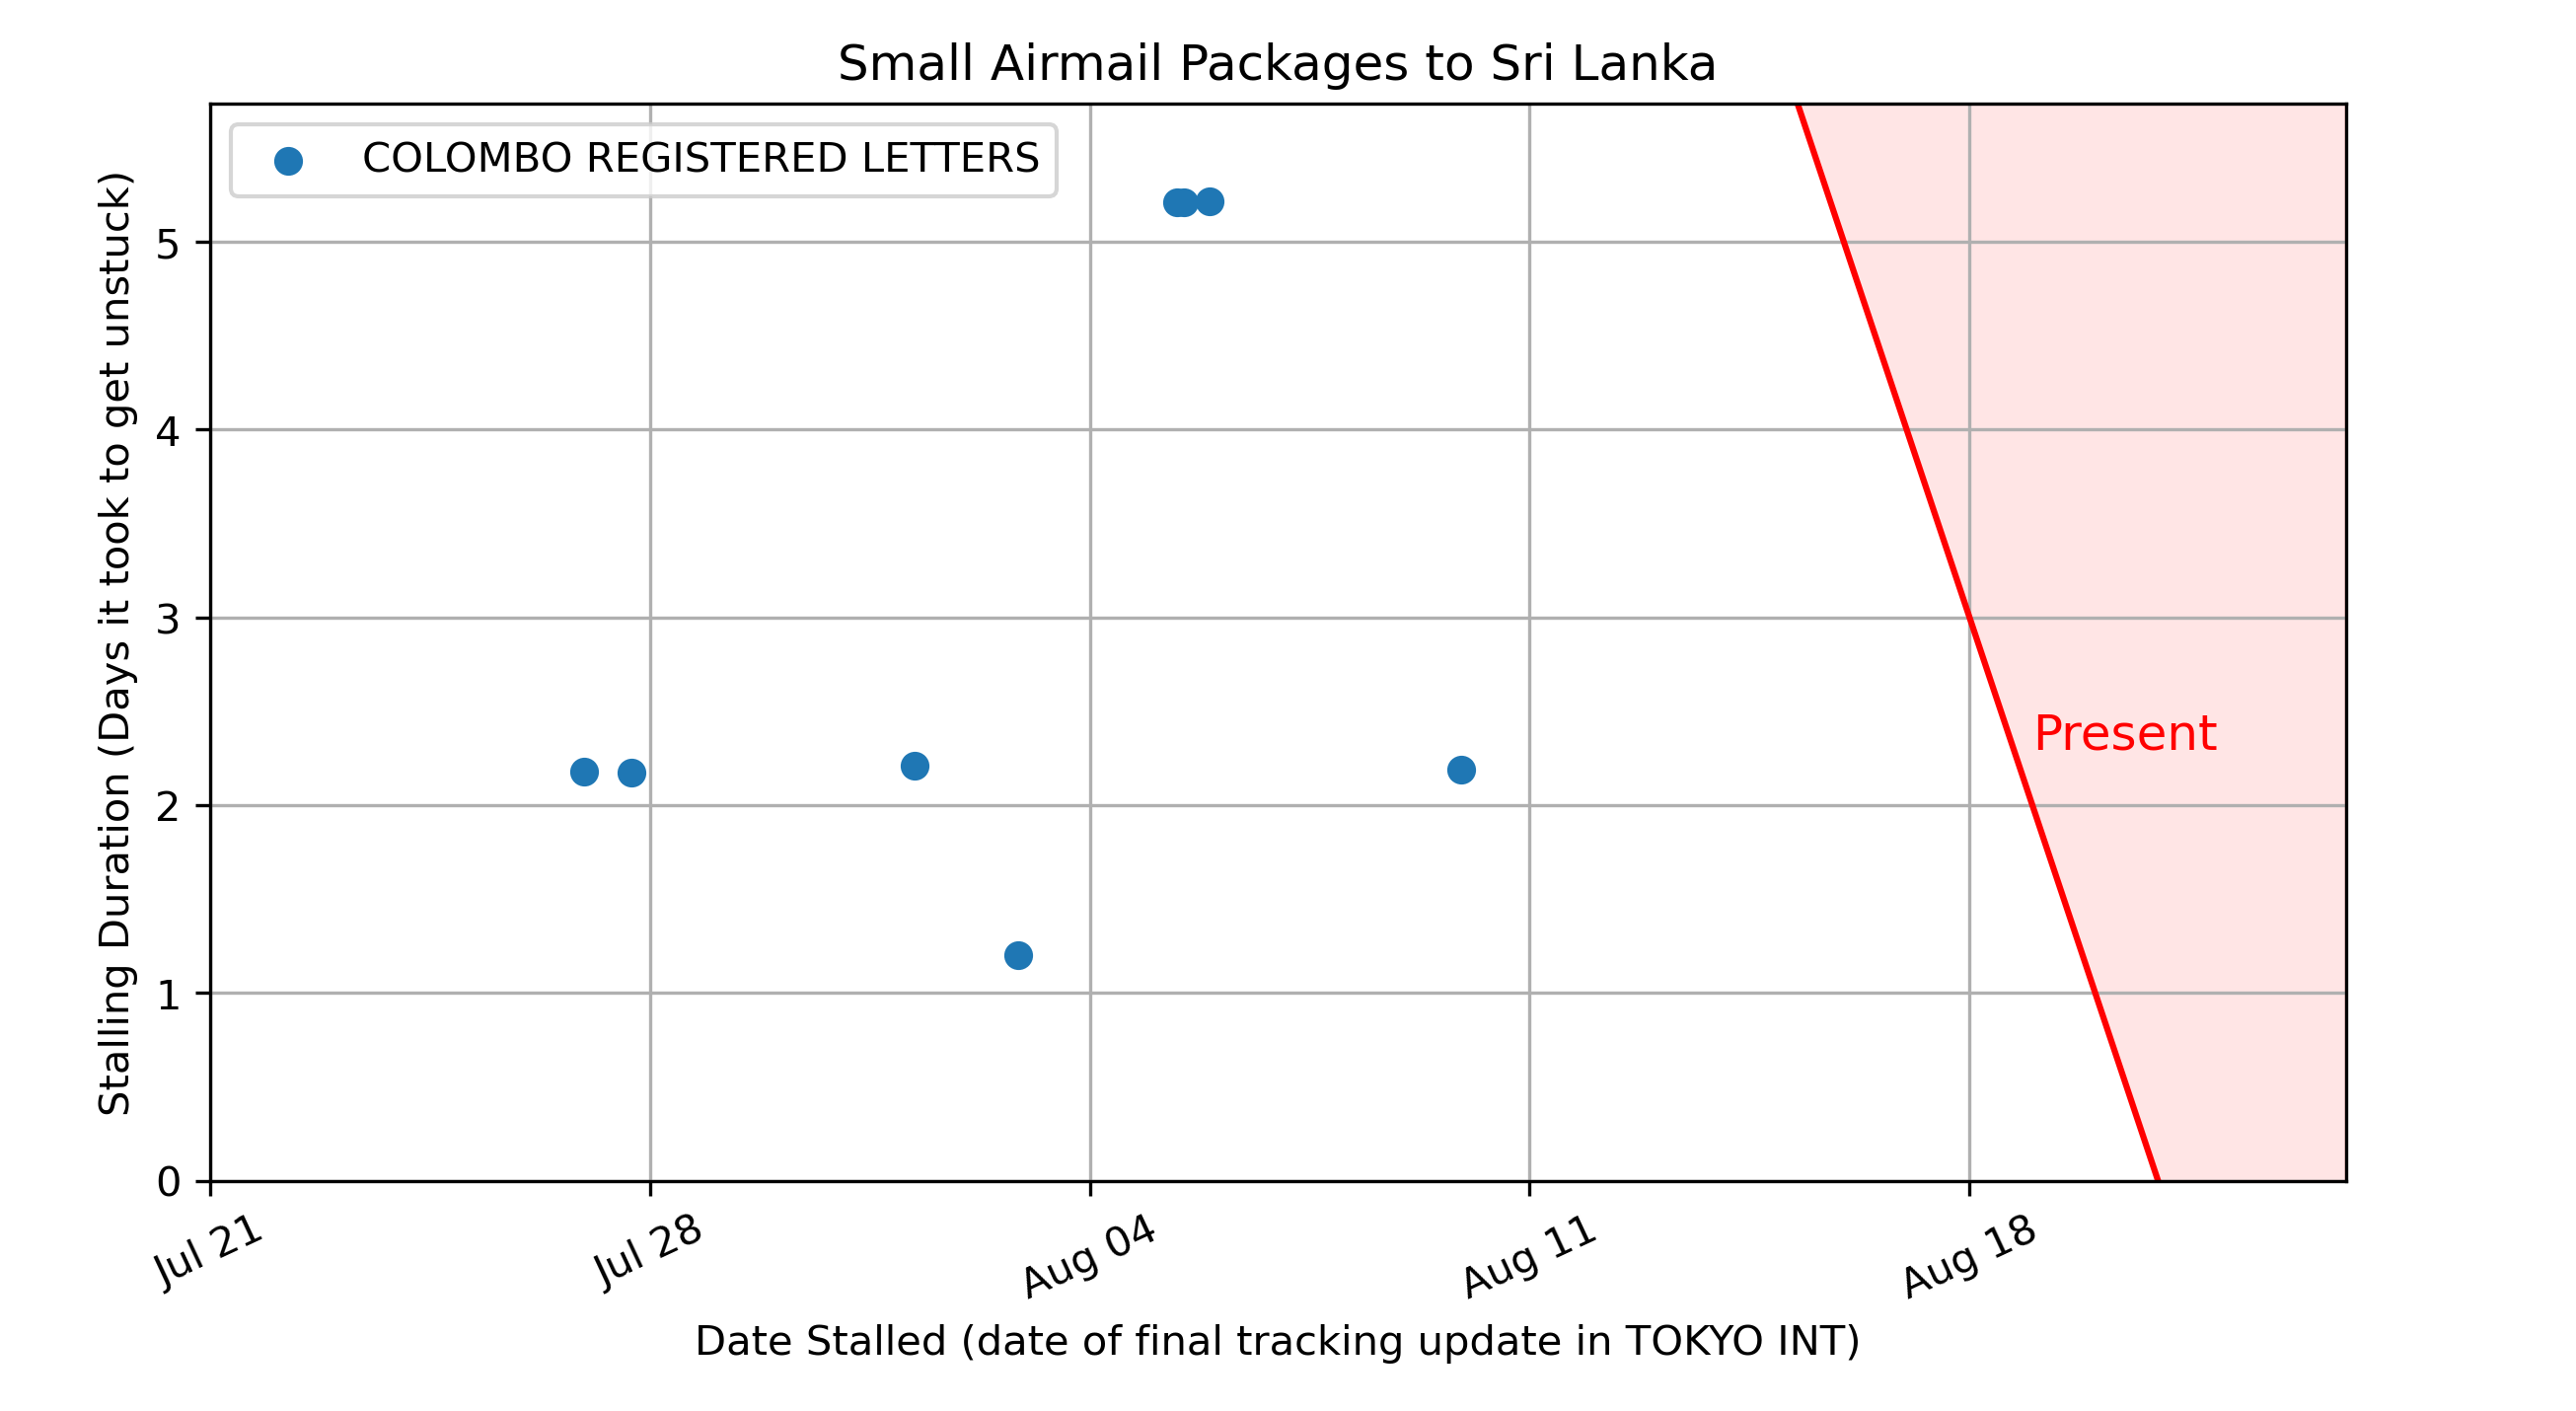 Small Airmail Packages to Sri Lanka
COLOMBO REGISTERED LETTERS
Stalling Duration (Days it took to get unstuck)
5
4
3
2
1
0
Present
Jul 21
Jul 28
Aug 04
Aug 11
Aug 18
Date Stalled (date of final tracking update in TOKYO INT)